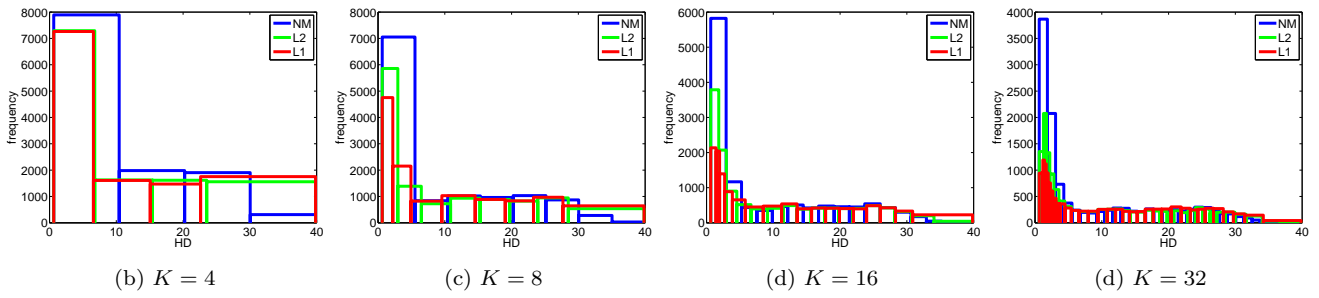 9000
8000
7000
6000
5000
4000
3000
2000
1000
0
frequency
0 10 20 30 40
HD
NM
L2
L1
(b) K = 4
8000
7000
6000
5000
4000
3000
2000
1000
0
frequency
0 10 20 30 40
HD
NM
L2
L1
(c) K = 8
6000
5000
4000
3000
2000
1000
0
frequency
0 10 20 30 40
HD
NM
L2
L1
(d) K = 16
4000
3500
3000
2500
2000
1500
1000
500
0
frequency
0 10 20 30 40
HD
NM
L2
L1
(d) K = 32